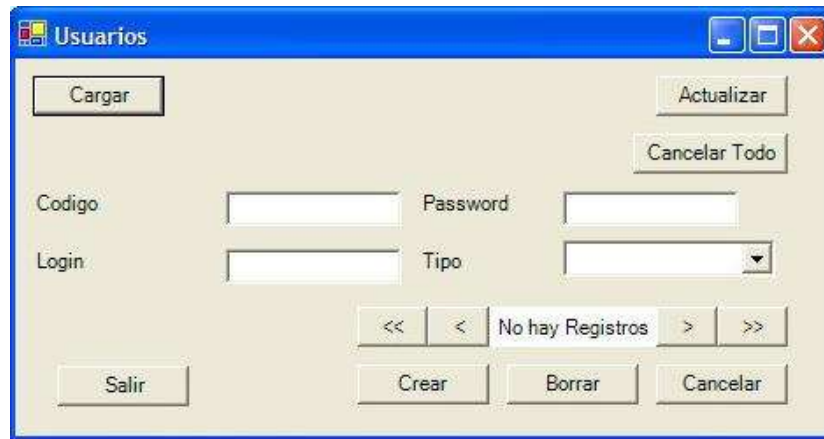 Usuarios
Cargar
Actualizar
Cancelar Todo
Codigo
Password
Login
Tipo
<< < No hay Registros > >>
Salir
Crear
Borrar
Cancelar